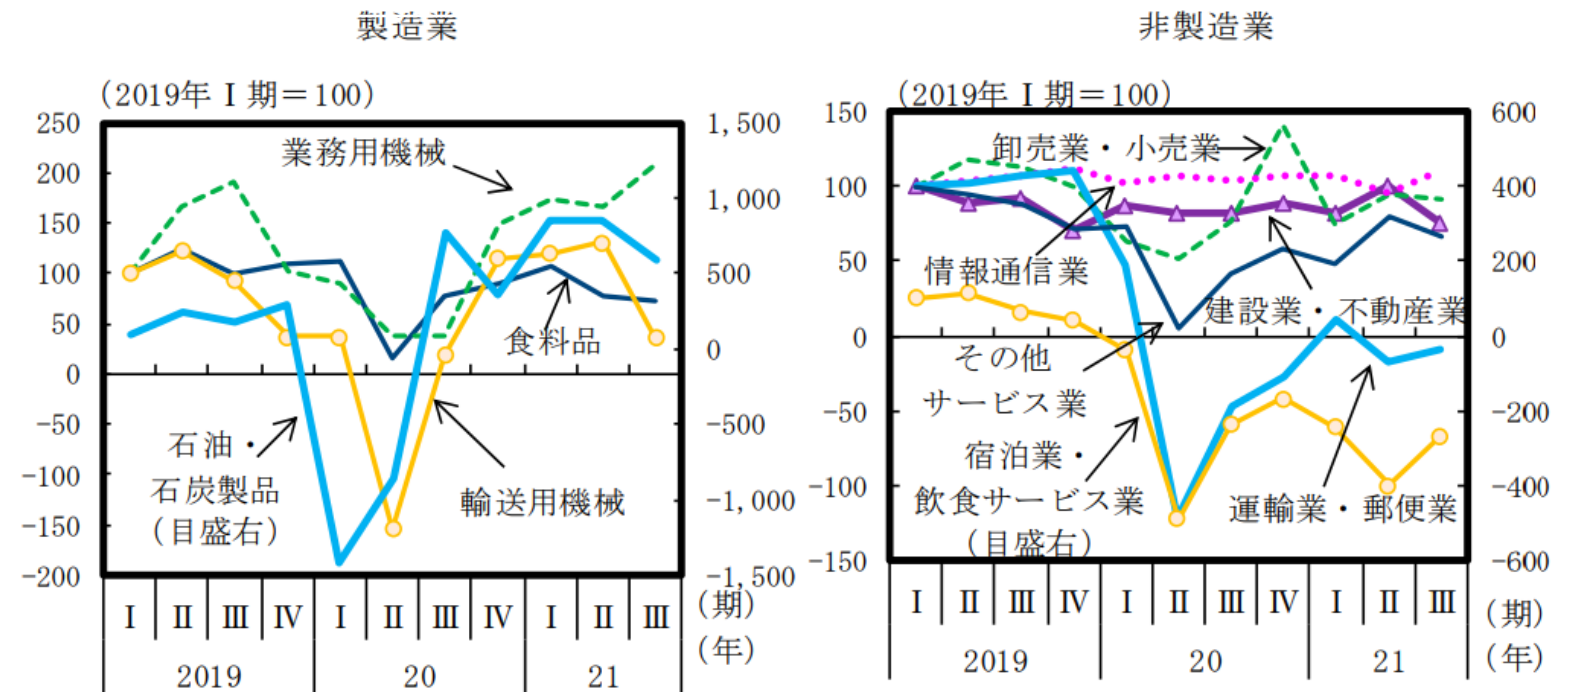 製造業
(2019年Ⅰ期＝100)
250
200
150
100
50
0
−50
−100
−150
−200
1,500
1,000
500
0
−500
−1,000
−1,500
業務用機械
食料品
石油・
石炭製品
(目盛右)
輸送用機械
Ⅰ Ⅱ Ⅲ Ⅳ Ⅰ Ⅱ Ⅲ Ⅳ Ⅰ Ⅱ Ⅲ
(期)
2019 20 21
(年)
非製造業
(2019年Ⅰ期＝100)
150
100
50
0
−50
−100
−150
600
400
200
0
−200
−400
−600
卸売業・小売業
情報通信業
建設業・不動産業
その他
サービス業
宿泊業・
飲食サービス業
(目盛右)
運輸業・郵便業
Ⅰ Ⅱ Ⅲ Ⅳ Ⅰ Ⅱ Ⅲ Ⅳ Ⅰ Ⅱ Ⅲ
(期)
2019 20 21
(年)